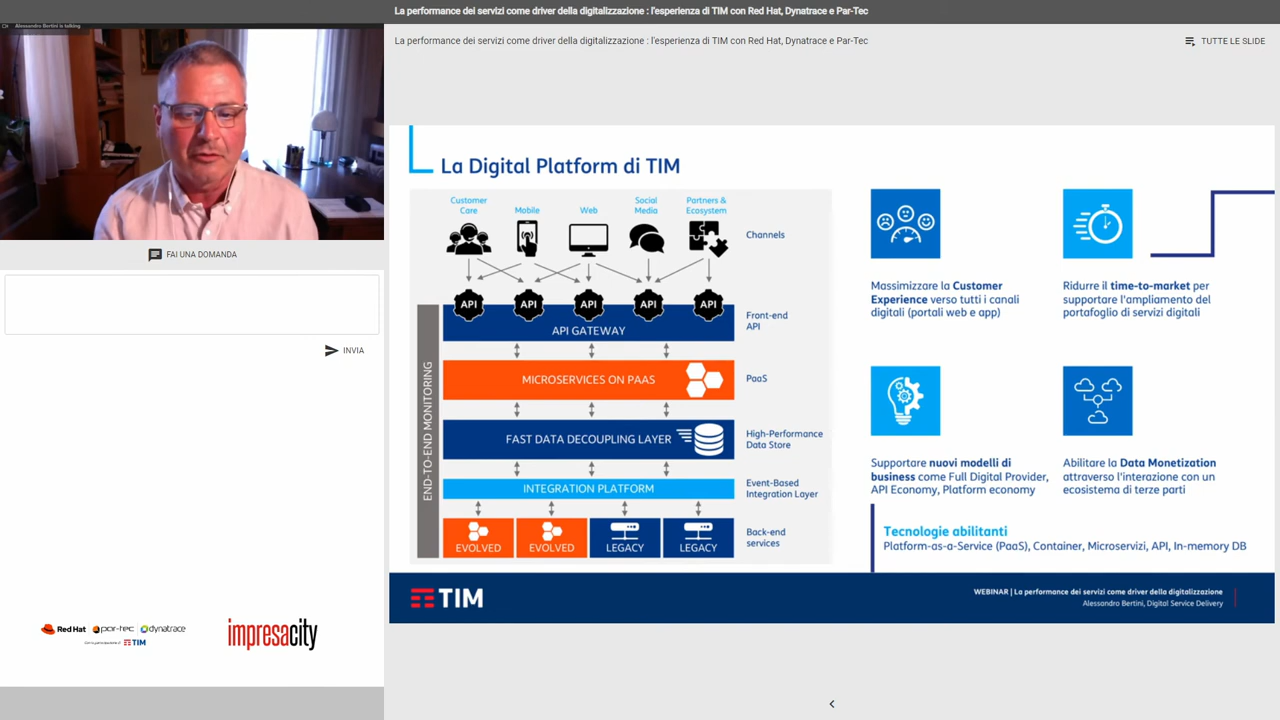 Alessandro Bertini is talking
La performance dei servizi come driver della digitalizzazione : l'esperienza di TIM con Red Hat, Dynatrace e Par-Tec
La performance dei servizi come driver della digitalizzazione : l'esperienza di TIM con Red Hat, Dynatrace e Par-Tec
TUTTE LE SLIDE
FAI UNA DOMANDA
INVIA
Red Hat
par-tec
dynatrace
TIM
impresacity
La Digital Platform di TIM
Customer
Care
Mobile
Web
Social
Media
Partners &
Ecosystem
Channels
API
API
API
API
API
API GATEWAY
Front-end
API
MICROSERVICES ON PAAS
PaaS
FAST DATA DECOUPLING LAYER
High-Performance
Data Store
INTEGRATION PLATFORM
Event-Based
Integration Layer
EVOLVED
EVOLVED
LEGACY
LEGACY
Back-end
services
END-TO-END MONITORING
Massimizzare la Customer
Experience verso tutti i canali
digitali (portali web e app)
Ridurre il time-to-market per
supportare l'ampliamento del
portafoglio di servizi digitali
Supportare nuovi modelli di
business come Full Digital Provider,
API Economy, Platform economy
Abilitare la Data Monetization
attraverso l'interazione con un
ecosistema di terze parti
Tecnologie abilitanti
Platform-as-a-Service (PaaS), Container, Microservizi, API, In-memory DB
TIM
WEBINAR | La performance dei servizi come driver della digitalizzazione
Alessandro Bertini, Digital Service Delivery